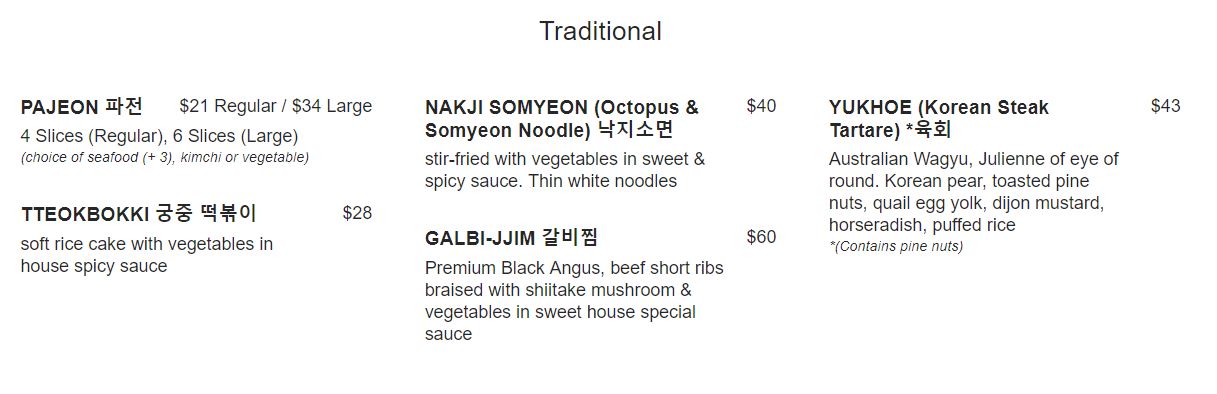 Traditional
PAJEON 파전 $21 Regular / $34 Large
4 Slices (Regular), 6 Slices (Large)
(choice of seafood (+ 3), kimchi or vegetable)
TTEOKBOKKI 궁중 떡볶이 $28
soft rice cake with vegetables in
house spicy sauce
NAKJI SOMYEON (Octopus & $40
Somyeon Noodle) 낙지소면
stir-fried with vegetables in sweet &
spicy sauce. Thin white noodles
GALBI-JJIM 갈비찜 $60
Premium Black Angus, beef short ribs
braised with shiitake mushroom &
vegetables in sweet house special
sauce
YUKHOE (Korean Steak $43
Tartare) *육회
Australian Wagyu, Julienne of eye of
round. Korean pear, toasted pine
nuts, quail egg yolk, dijon mustard,
horseradish, puffed rice
*(Contains pine nuts)